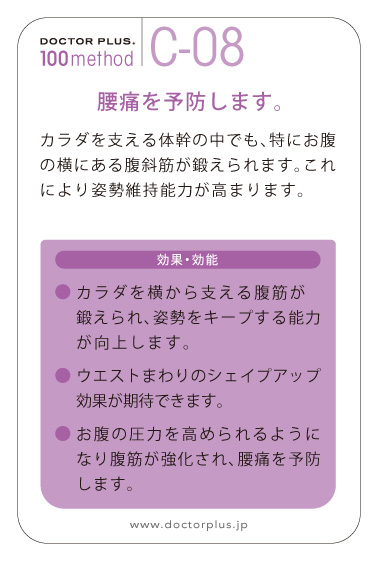 DOCTOR PLUS.
100method
C-08
腰痛を予防します。
カラダを支える体幹の中でも、特にお腹
の横にある腹斜筋が鍛えられます。これ
により姿勢維持能力が高まります。
効果・効能
● カラダを横から支える腹筋が
鍛えられ、姿勢をキープする能力
が向上します。
● ウエストまわりのシェイプアップ
効果が期待できます。
● お腹の圧力を高められるように
なり腹筋が強化され、腰痛を予防
します。
www.doctorplus.jp